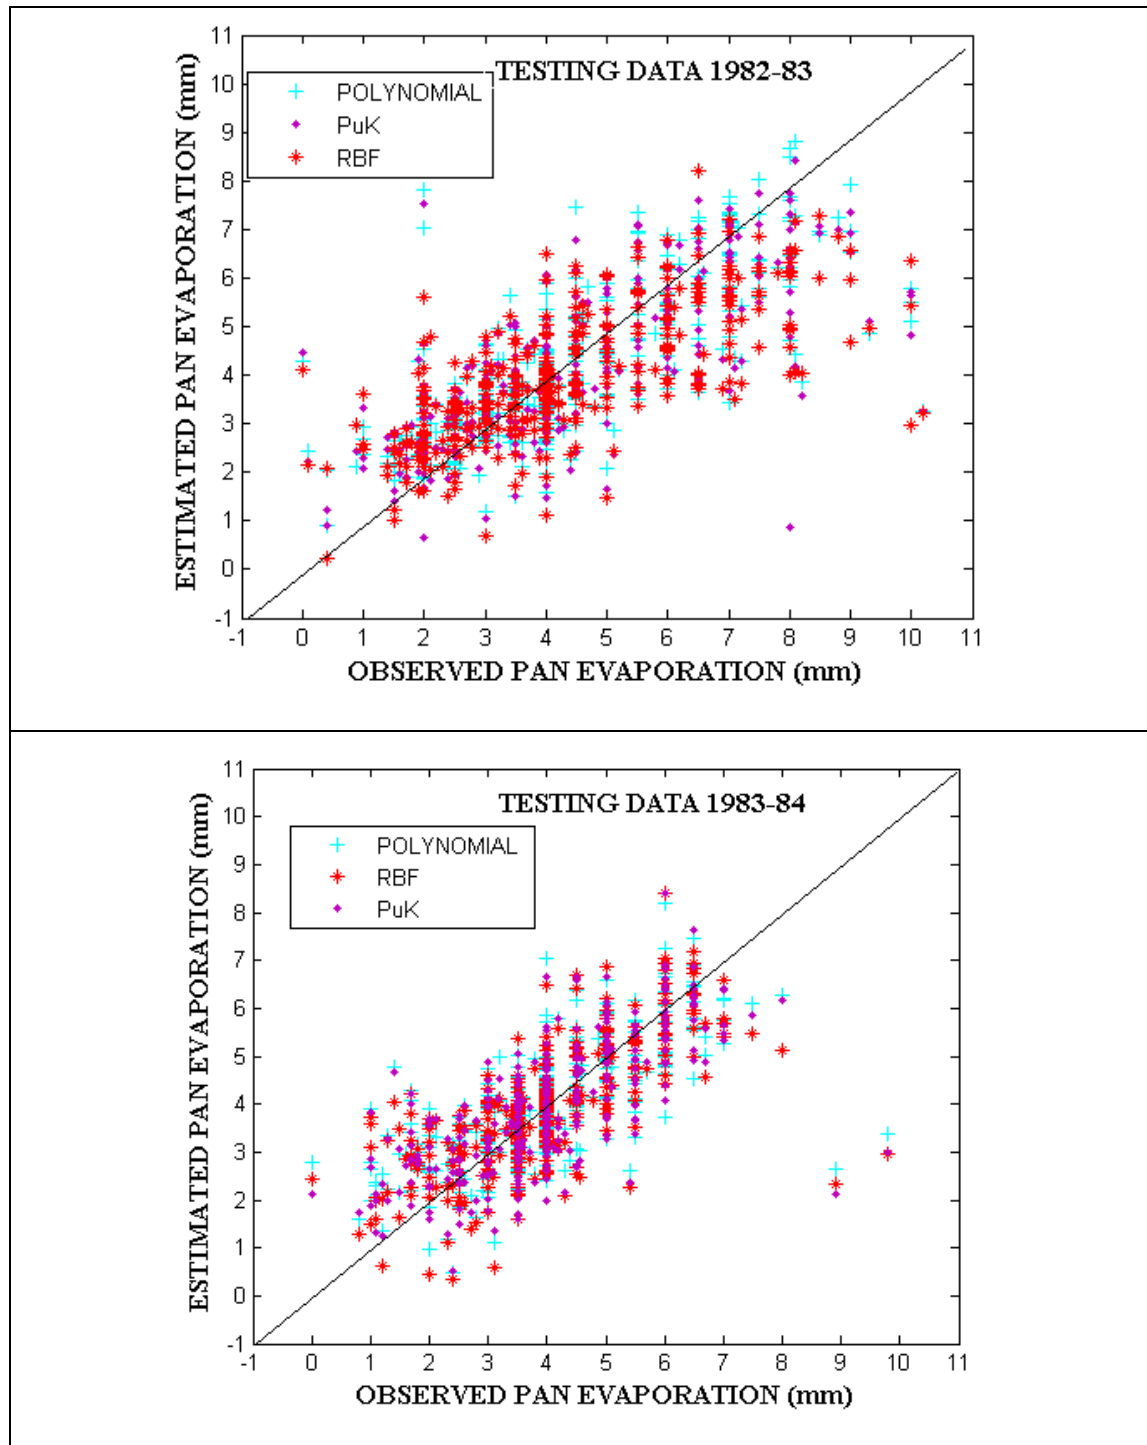 TESTING DATA 1982-83
POLYNOMIAL
PuK
RBF
ESTIMATED PAN EVAPORATION (mm)
11
10
9
8
7
6
5
4
3
2
1
0
-1
-1 0 1 2 3 4 5 6 7 8 9 10 11
OBSERVED PAN EVAPORATION (mm)
TESTING DATA 1983-84
POLYNOMIAL
RBF
PuK
ESTIMATED PAN EVAPORATION (mm)
11
10
9
8
7
6
5
4
3
2
1
0
-1
-1 0 1 2 3 4 5 6 7 8 9 10 11
OBSERVED PAN EVAPORATION (mm)